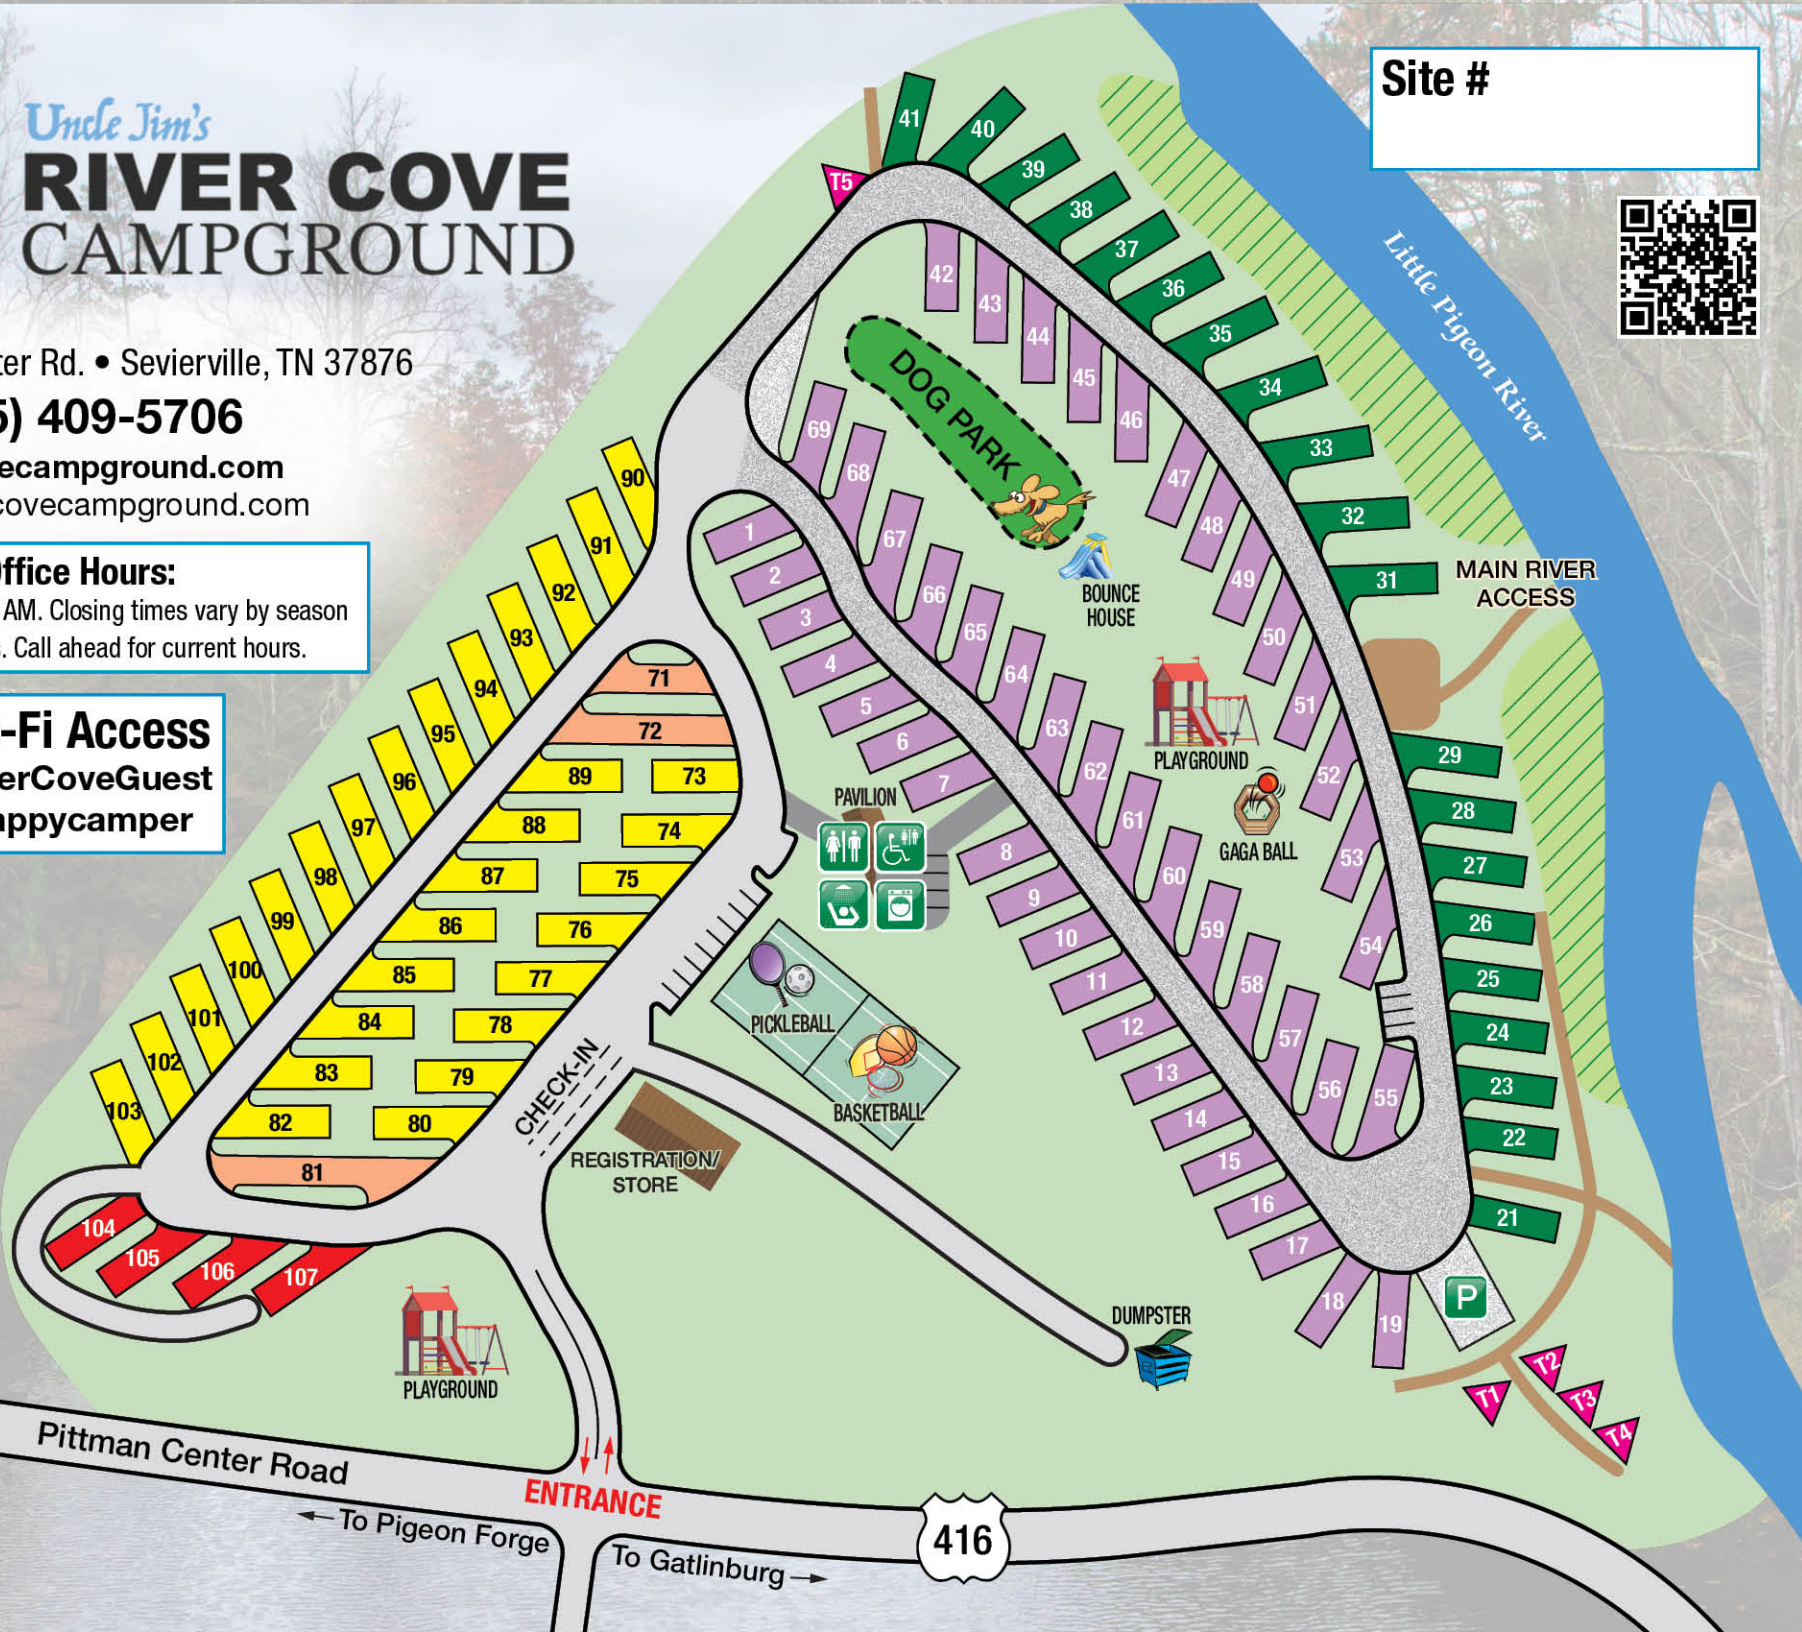 Uncle Jim's
RIVER COVE
CAMPGROUND
ter Rd. • Sevierville, TN 37876
5) 409-5706
ecampground.com
covecampground.com
ffice Hours:
AM. Closing times vary by season
s. Call ahead for current hours.
i-Fi Access
erCoveGuest
appycamper
Site #
Little Pigeon River
MAIN RIVER
ACCESS
41
40
39
38
37
36
35
34
33
32
31
29
28
27
26
25
24
23
22
21
T5
42
43
44
45
46
47
48
49
50
51
52
53
54
55
56
57
58
59
60
61
62
63
64
65
66
67
68
69
DOG PARK
BOUNCE
HOUSE
PLAYGROUND
GAGA BALL
1
2
3
4
5
6
7
8
9
10
11
12
13
14
15
16
17
18
19
P
T1
T2
T3
T4
PAVILION
PICKLEBALL
BASKETBALL
90
91
92
93
94
95
96
97
98
99
100
101
102
103
71
72
89
73
88
74
87
75
86
76
85
77
84
78
83
79
82
80
81
104
105
106
107
CHECK-IN
REGISTRATION/
STORE
DUMPSTER
PLAYGROUND
Pittman Center Road
ENTRANCE
To Pigeon Forge
To Gatlinburg
416